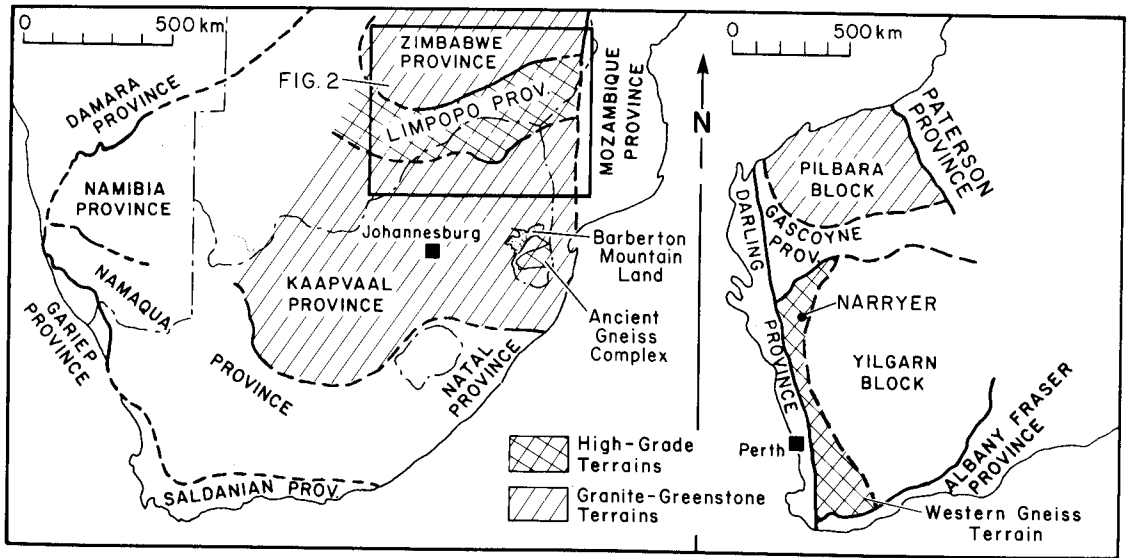 0
500 km
ZIMBABWE
PROVINCE
FIG. 2
LIMPOPO PROV.
MOZAMBIQUE
PROVINCE
DAMARA
PROVINCE
NAMIBIA
PROVINCE
Johannesburg
Barberton
Mountain
Land
KAAPVAAL
PROVINCE
Ancient
Gneiss
Complex
NAMAQUA
PROVINCE
GARIEP
PROVINCE
NATAL
PROVINCE
SALDANIAN PROV.
High-Grade
Terrains
Granite-Greenstone
Terrains
N
0
500 km
PATERSON
PROVINCE
PILBARA
BLOCK
DARLING
PROVINCE
GASCOYNE
PROV.
NARRYER
YILGARN
BLOCK
Perth
ALBANY FRASER
PROVINCE
Western Gneiss
Terrain